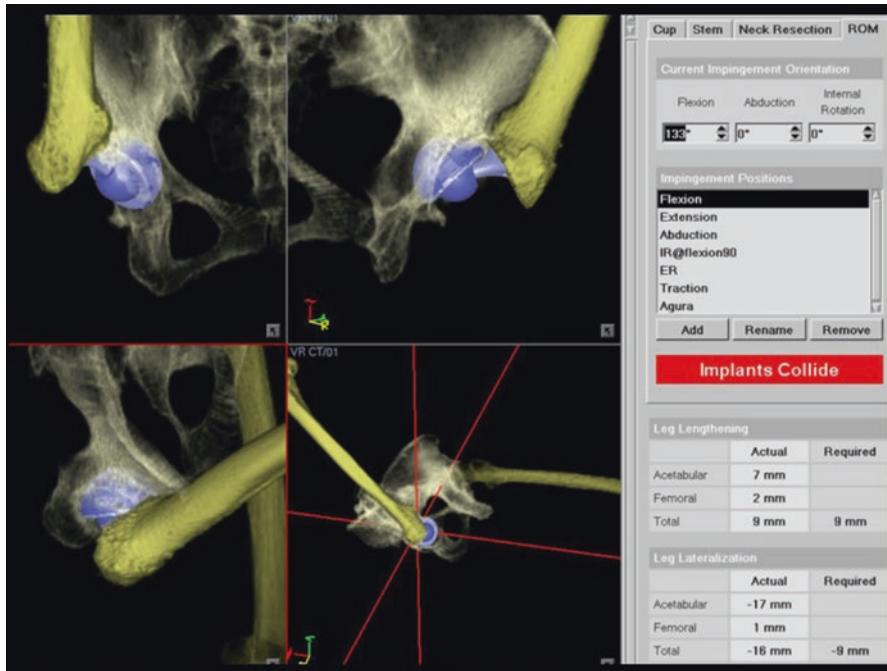 VR CT/01
Cup Stem Neck Resection ROM
Current Impingement Orientation
Flexion Abduction Internal Rotation
133° 0° 0°
Impingement Positions
Flexion
Extension
Abduction
IR@flexion90
ER
Traction
Agura
Add Rename Remove
Implants Collide
Leg Lengthening
Actual Required
Acetabular 7 mm
Femoral 2 mm
Total 9 mm 9 mm
Leg Lateralization
Actual Required
Acetabular -17 mm
Femoral 1 mm
Total -16 mm -9 mm